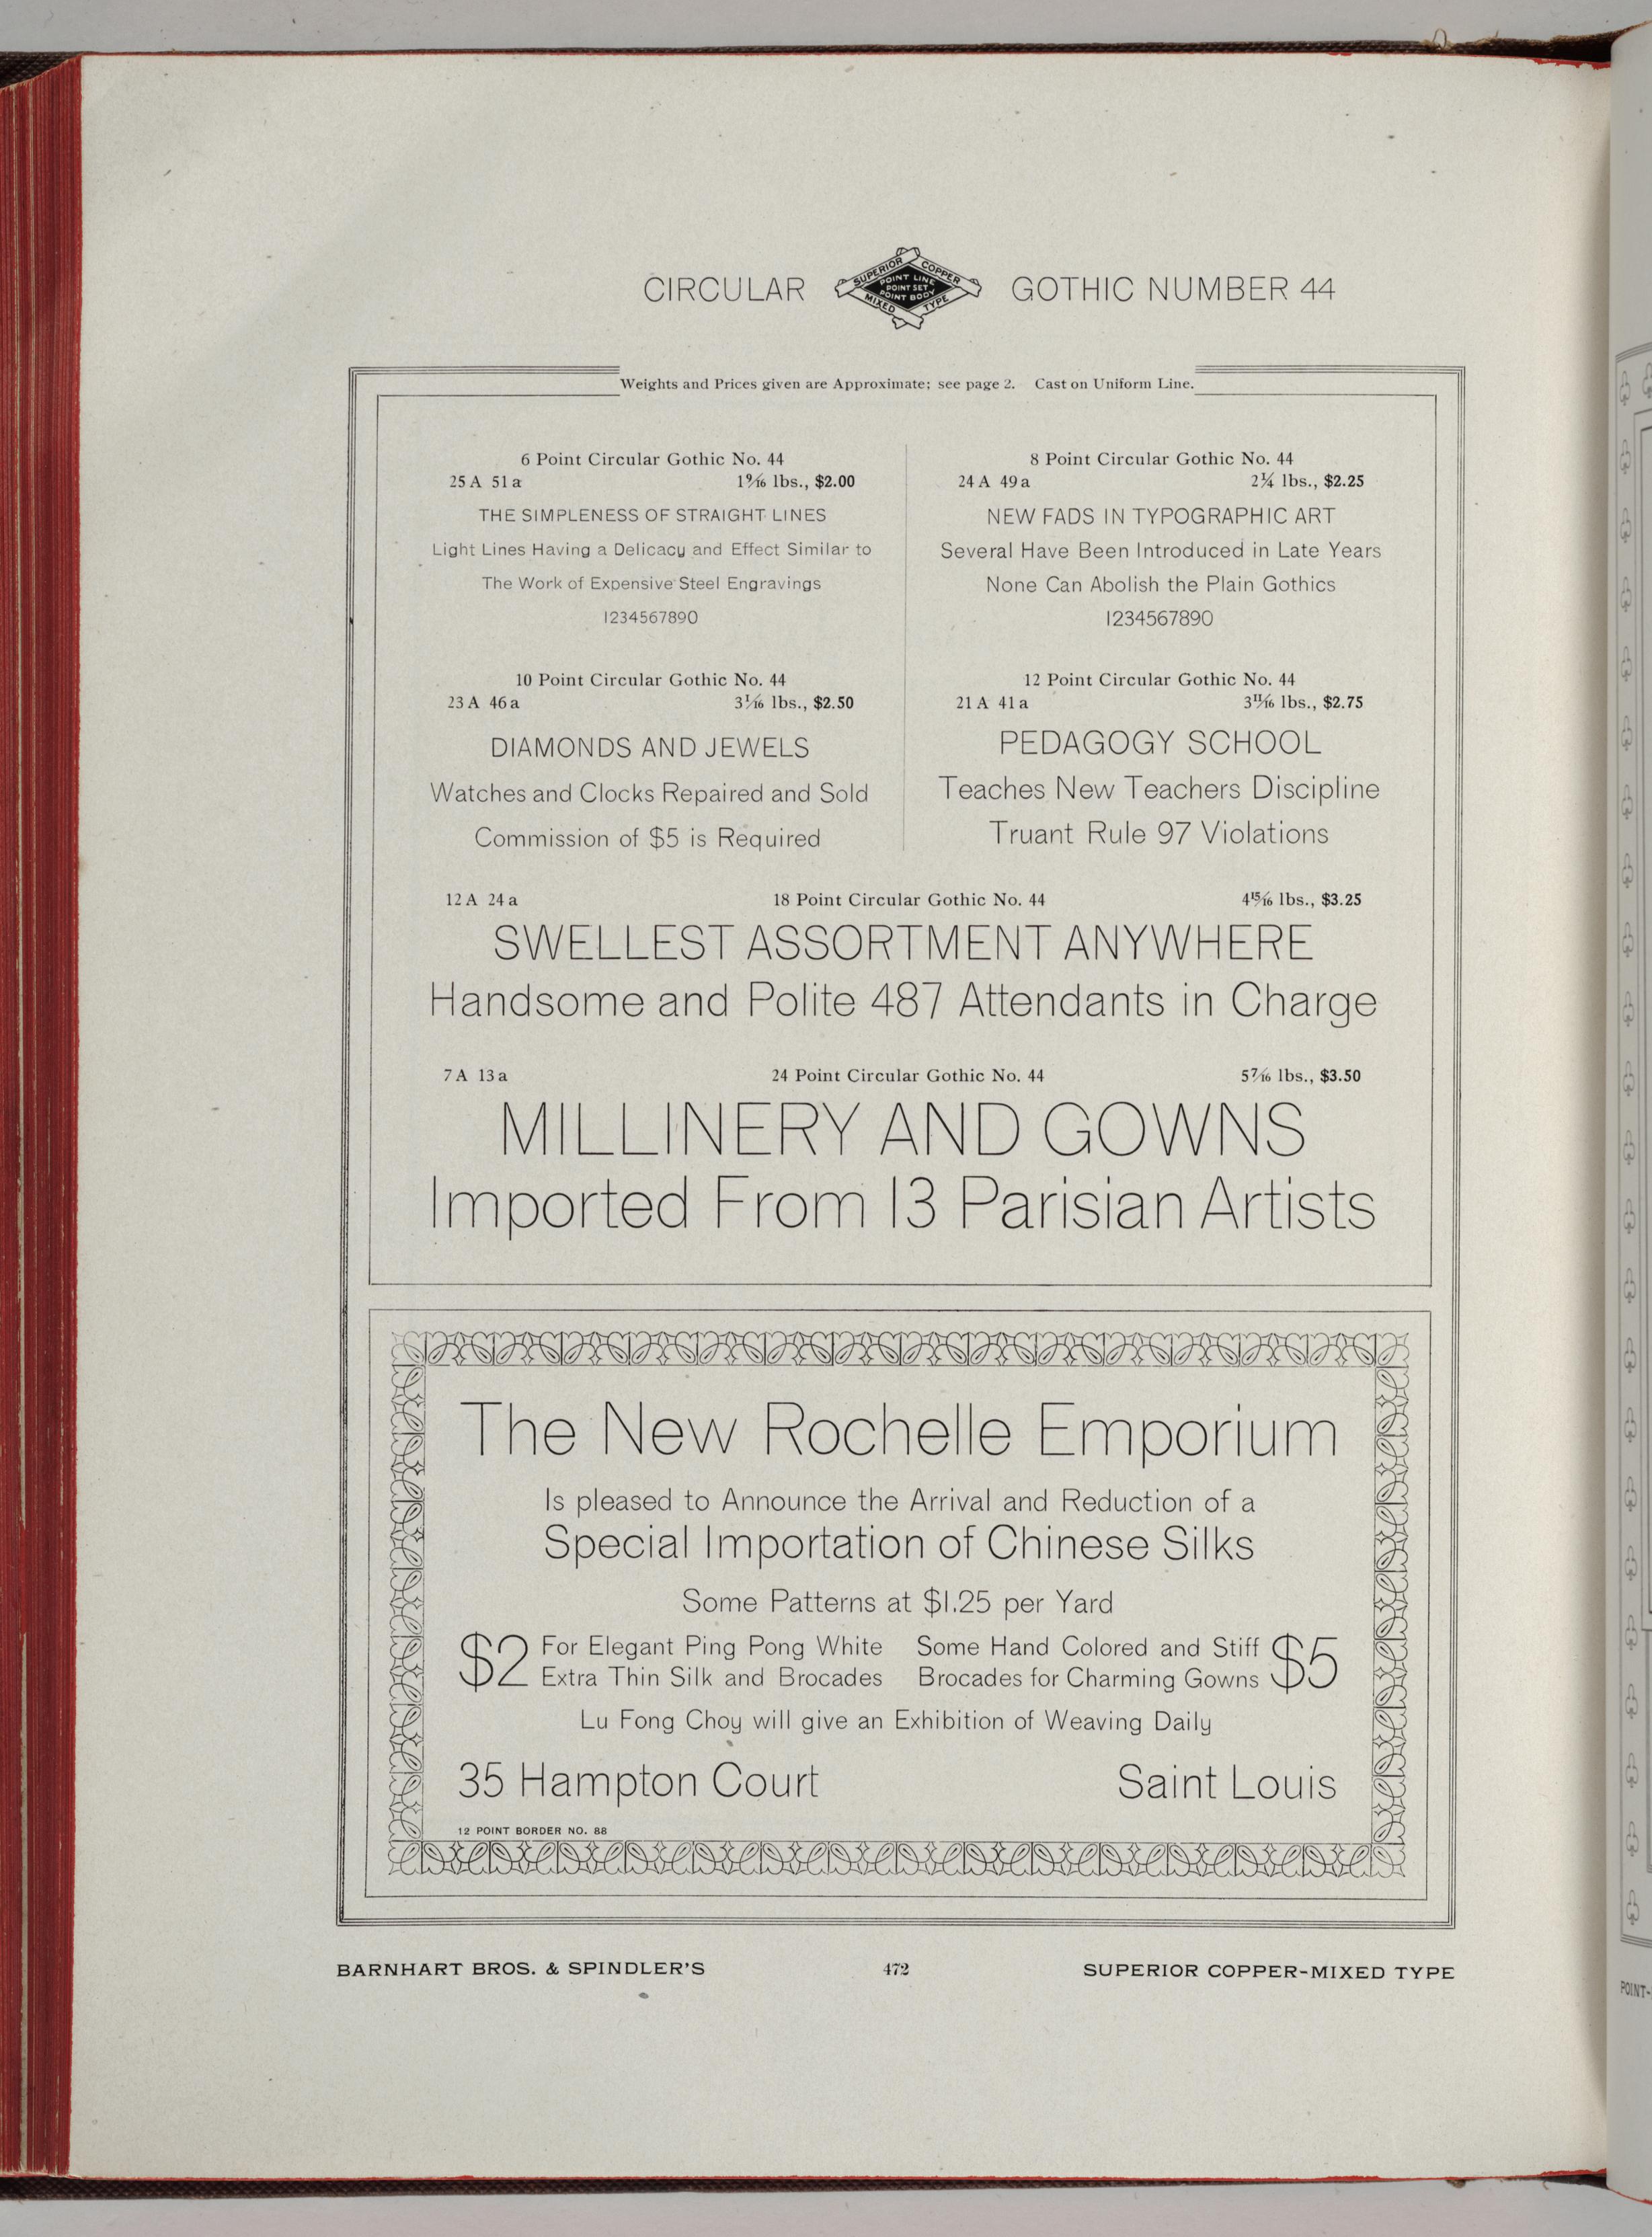 CIRCULAR GOTHIC NUMBER 44
SUPERIOR COPPER
POINT LINE
POINT SET
POINT BODY
MIXED TYPE
Weights and Prices given are Approximate; see page 2. Cast on Uniform Line.
6 Point Circular Gothic No. 44
25 A 51 a 1 9/16 lbs., $2.00
THE SIMPLENESS OF STRAIGHT LINES
Light Lines Having a Delicacy and Effect Similar to
The Work of Expensive Steel Engravings
1234567890
8 Point Circular Gothic No. 44
24 A 49 a 2 1/4 lbs., $2.25
NEW FADS IN TYPOGRAPHIC ART
Several Have Been Introduced in Late Years
None Can Abolish the Plain Gothics
1234567890
10 Point Circular Gothic No. 44
23 A 46 a 3 1/16 lbs., $2.50
DIAMONDS AND JEWELS
Watches and Clocks Repaired and Sold
Commission of $5 is Required
12 Point Circular Gothic No. 44
21 A 41 a 3 11/16 lbs., $2.75
PEDAGOGY SCHOOL
Teaches New Teachers Discipline
Truant Rule 97 Violations
12 A 24 a 18 Point Circular Gothic No. 44 4 15/16 lbs., $3.25
SWELLEST ASSORTMENT ANYWHERE
Handsome and Polite 487 Attendants in Charge
7 A 13 a 24 Point Circular Gothic No. 44 5 7/16 lbs., $3.50
MILLINERY AND GOWNS
Imported From 13 Parisian Artists
The New Rochelle Emporium
Is pleased to Announce the Arrival and Reduction of a
Special Importation of Chinese Silks
Some Patterns at $1.25 per Yard
$2 For Elegant Ping Pong White
Extra Thin Silk and Brocades
Some Hand Colored and Stiff $5
Brocades for Charming Gowns
Lu Fong Choy will give an Exhibition of Weaving Daily
35 Hampton Court Saint Louis
12 POINT BORDER NO. 88
BARNHART BROS. & SPINDLER'S 472 SUPERIOR COPPER-MIXED TYPE
POINT-